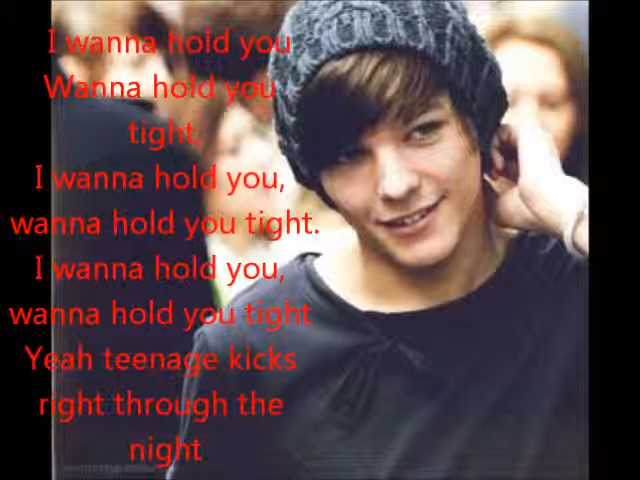 I wanna hold you
Wanna hold you
tight,
I wanna hold you,
wanna hold you tight.
I wanna hold you,
wanna hold you tight
Yeah teenage kicks
right through the
night